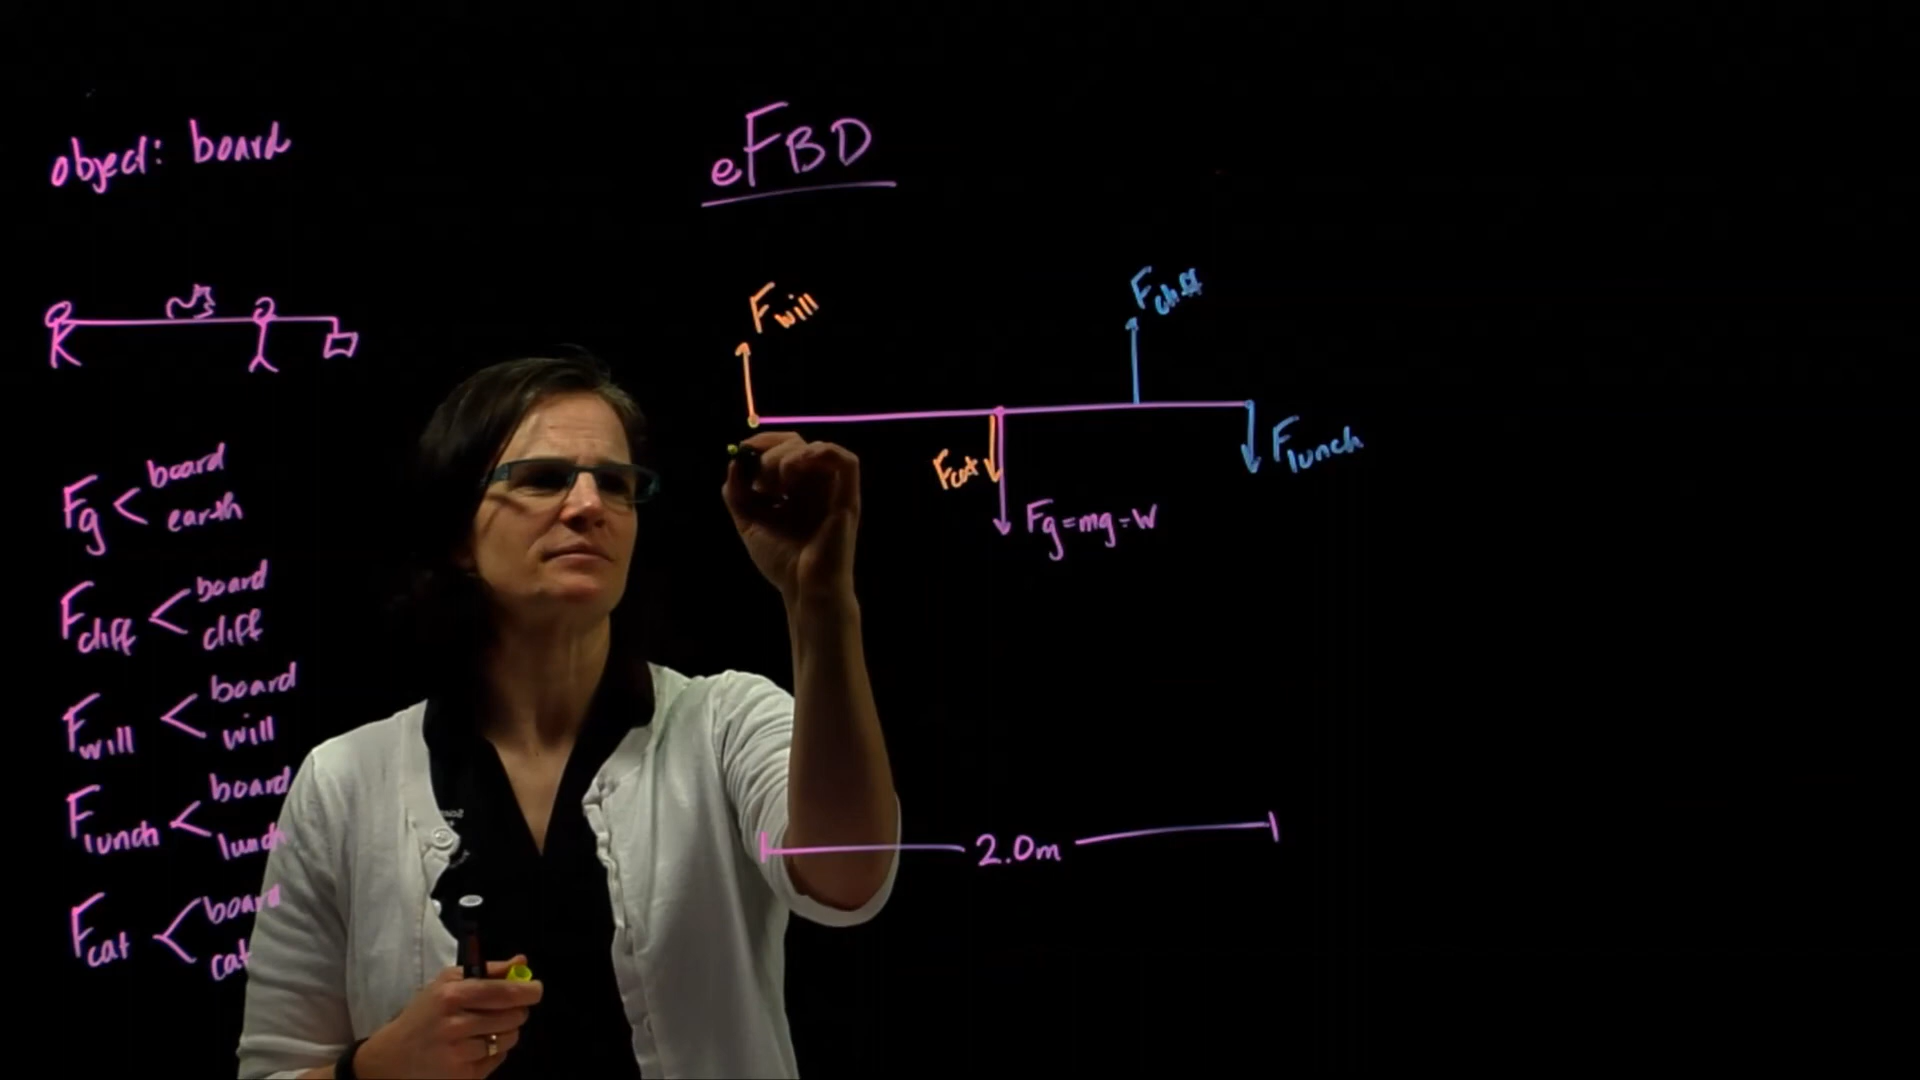 object: board
eFBD
Fwill
Fcliff
Fcat
Flunch
Fg=mg=W
Fg < board
earth
Fcliff < board
cliff
Fwill < board
will
Flunch < board
lunch
Fcat < board
cat
2.0m